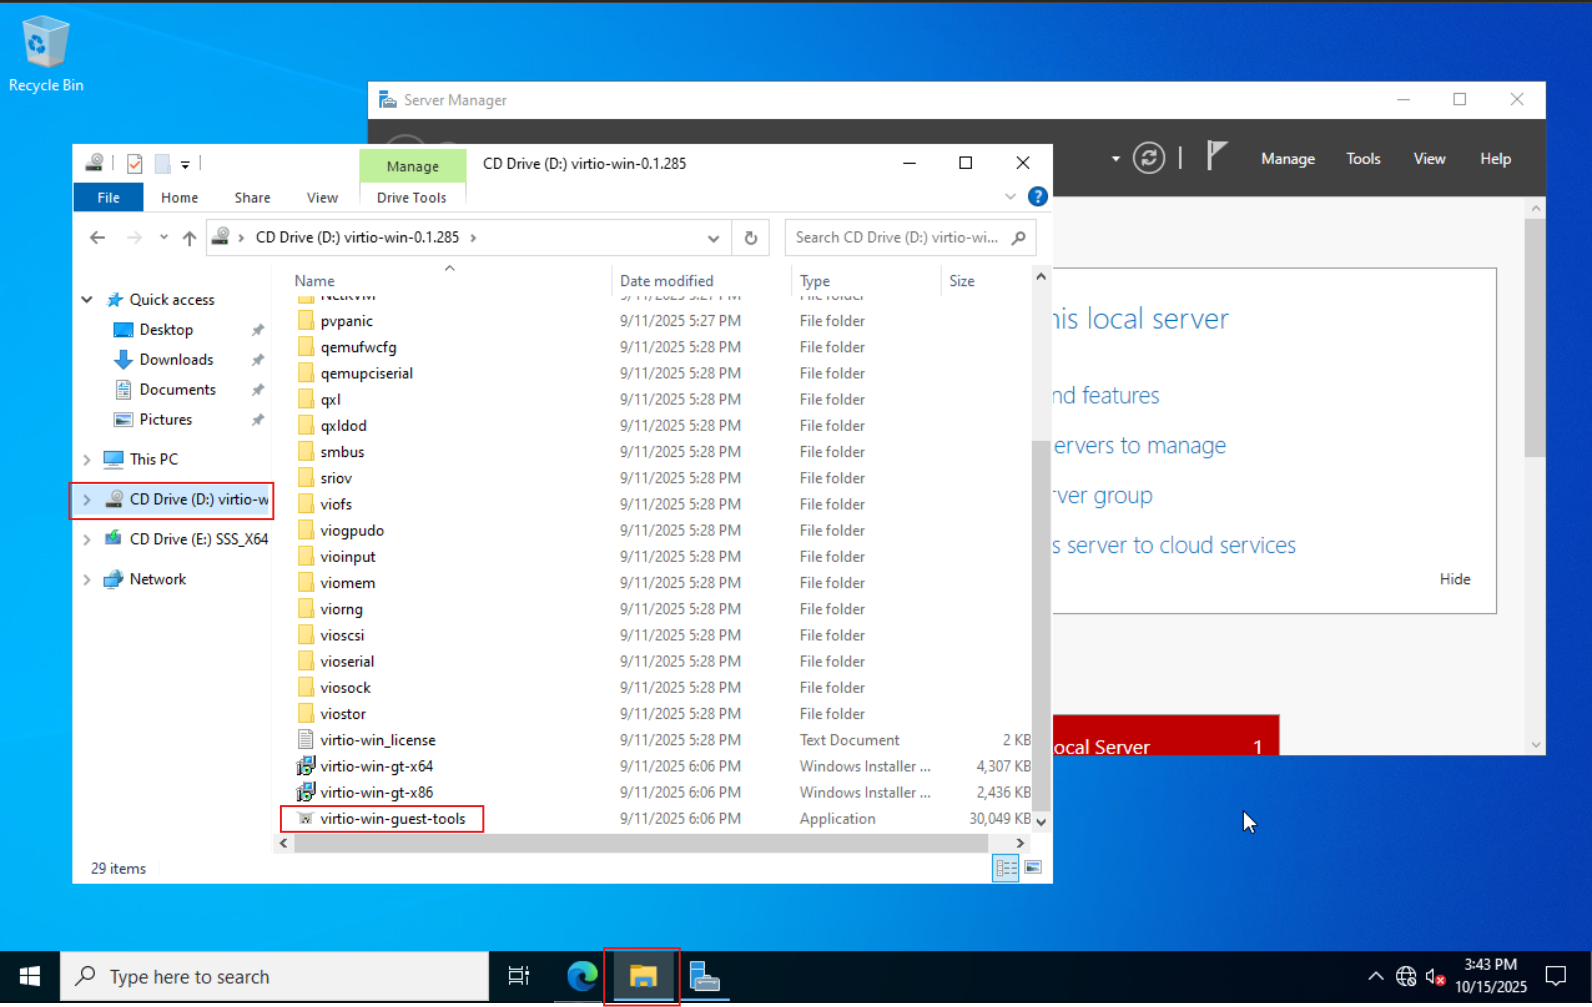 Recycle Bin
Server Manager
Manage
Tools
View
Help
Manage
CD Drive (D:) virtio-win-0.1.285
File
Home
Share
View
Drive Tools
CD Drive (D:) virtio-win-0.1.285
Search CD Drive (D:) virtio-wi...
Name
Date modified
Type
Size
Quick access
Desktop
Downloads
Documents
Pictures
This PC
CD Drive (D:) virtio-w
CD Drive (E:) SSS_X64
Network
pvpanic 9/11/2025 5:27 PM File folder
qemufwcfg 9/11/2025 5:28 PM File folder
qemupciserial 9/11/2025 5:28 PM File folder
qxl 9/11/2025 5:28 PM File folder
qxldod 9/11/2025 5:28 PM File folder
smbus 9/11/2025 5:28 PM File folder
sriov 9/11/2025 5:28 PM File folder
viofs 9/11/2025 5:28 PM File folder
viogpudo 9/11/2025 5:28 PM File folder
vioinput 9/11/2025 5:28 PM File folder
viomem 9/11/2025 5:28 PM File folder
viorng 9/11/2025 5:28 PM File folder
vioscsi 9/11/2025 5:28 PM File folder
vioserial 9/11/2025 5:28 PM File folder
viosock 9/11/2025 5:28 PM File folder
viostor 9/11/2025 5:28 PM File folder
virtio-win_license 9/11/2025 5:28 PM Text Document 2 KB
virtio-win-gt-x64 9/11/2025 6:06 PM Windows Installer ... 4,307 KB
virtio-win-gt-x86 9/11/2025 6:06 PM Windows Installer ... 2,436 KB
virtio-win-guest-tools 9/11/2025 6:06 PM Application 30,049 KB
29 items
his local server
nd features
ervers to manage
rver group
s server to cloud services
Hide
ocal Server 1
Type here to search
3:43 PM
10/15/2025